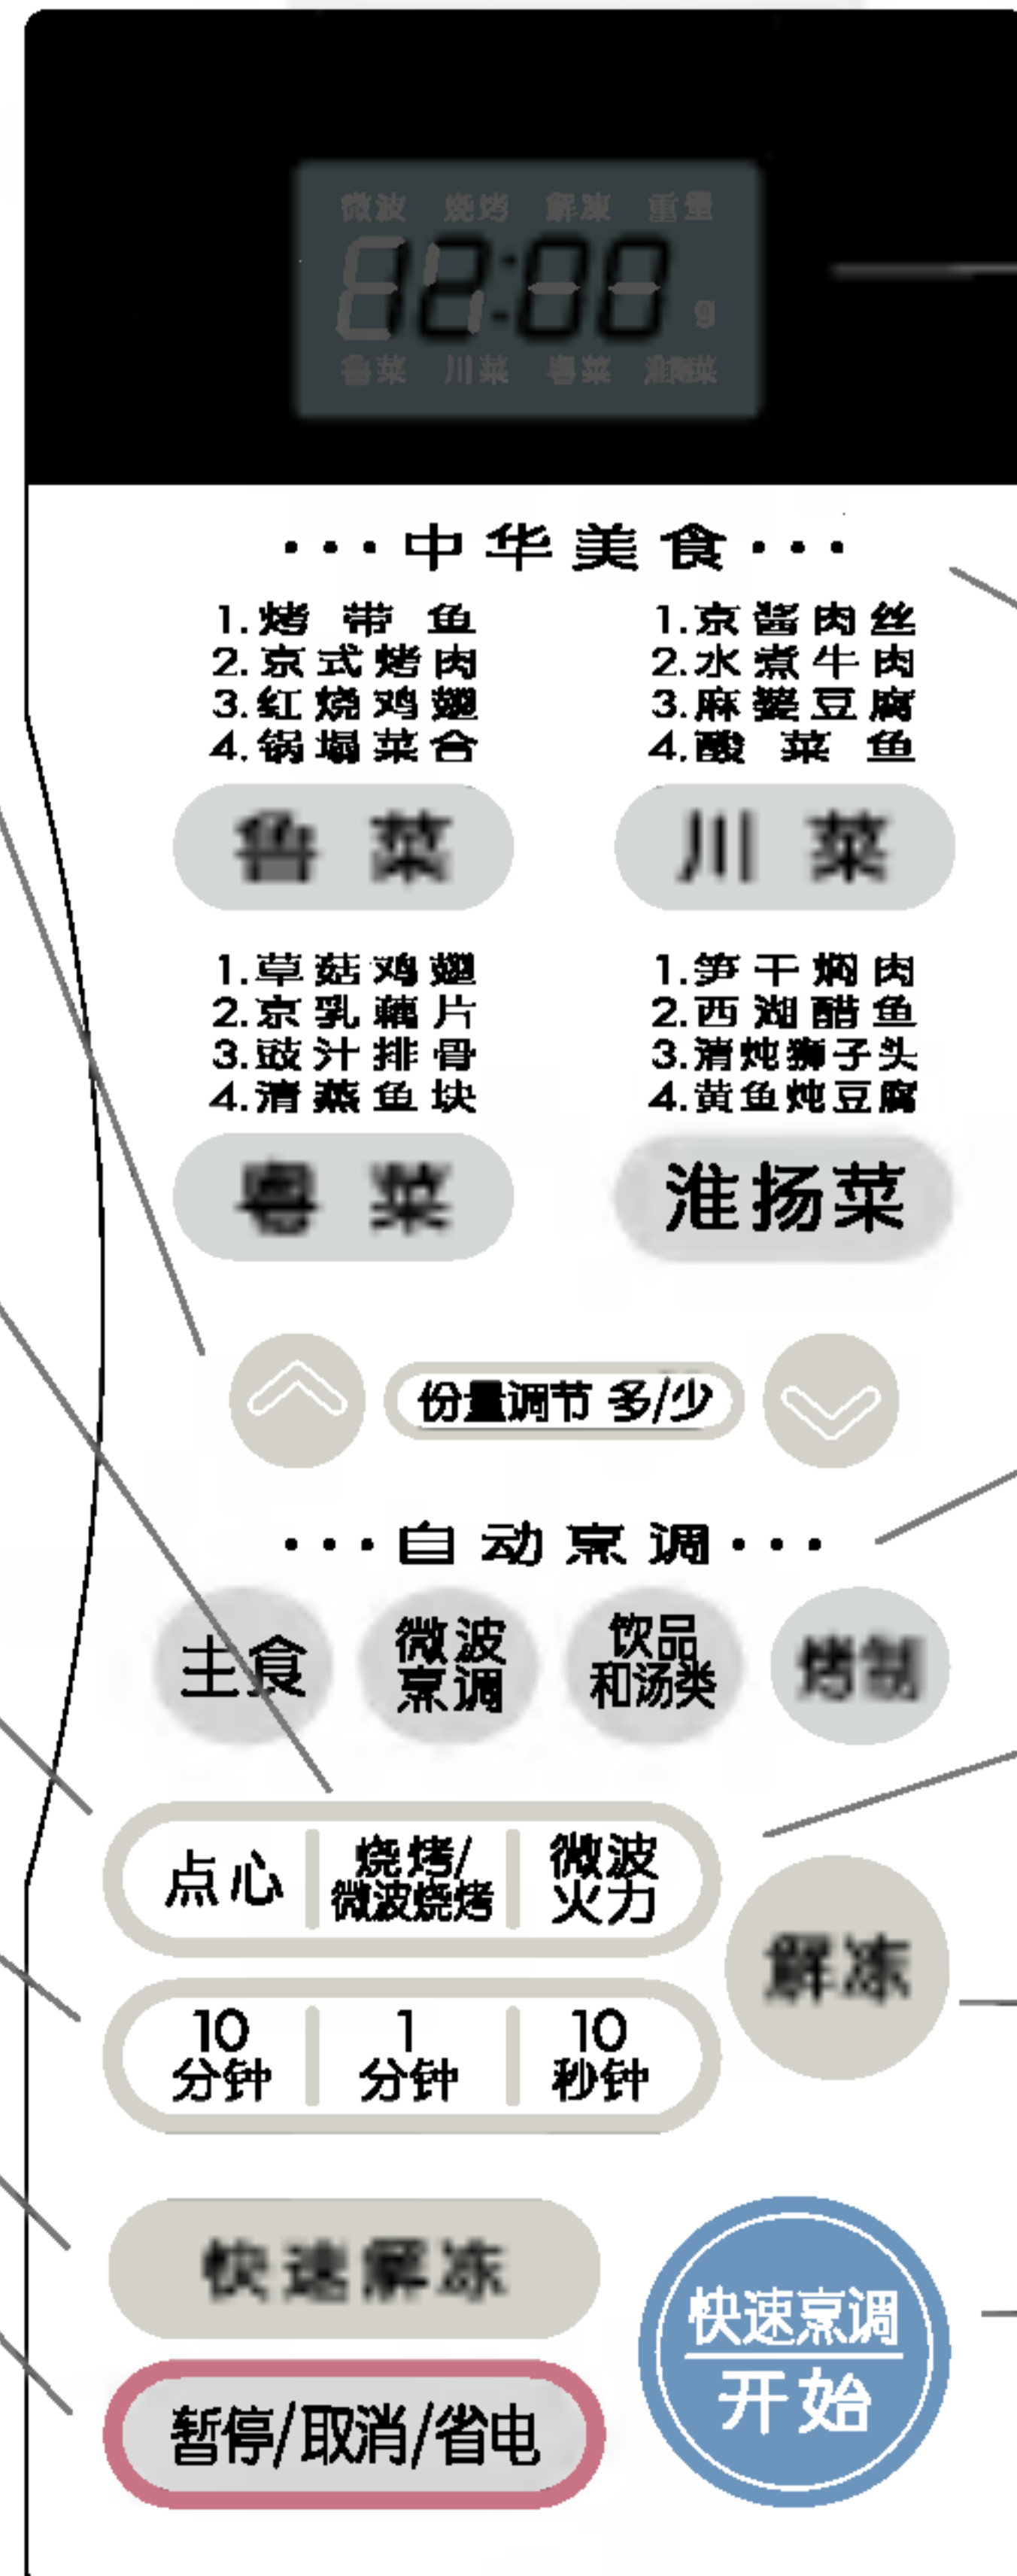 微波 烧烤 解冻 重量
12:00
g
鲁菜 川菜 粤菜 淮扬菜
···中华美食···
1.烤带鱼
2.京式烤肉
3.红烧鸡翅
4.锅塌菜合
鲁菜
1.京酱肉丝
2.水煮牛肉
3.麻婆豆腐
4.酸菜鱼
川菜
1.草菇鸡翅
2.京乳藕片
3.豉汁排骨
4.清蒸鱼块
粤菜
1.笋干焖肉
2.西湖醋鱼
3.清炖狮子头
4.黄鱼炖豆腐
淮扬菜
份量调节 多/少
···自动烹调···
主食
微波
烹调
饮品
和汤类
烤制
点心
烧烤/
微波烧烤
微波
火力
解冻
10
分钟
1
分钟
10
秒钟
快速解冻
快速烹调
开始
暂停/取消/省电